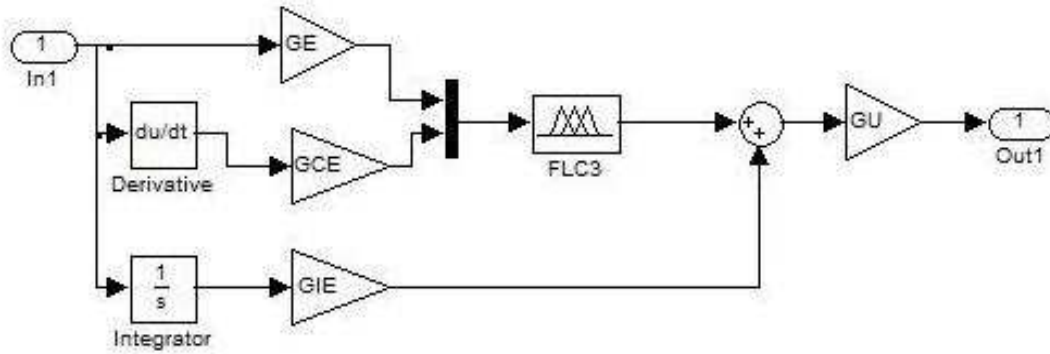 1
In1
GE
du/dt
Derivative
GCE
1
s
Integrator
GIE
FLC3
+
+
GU
1
Out1